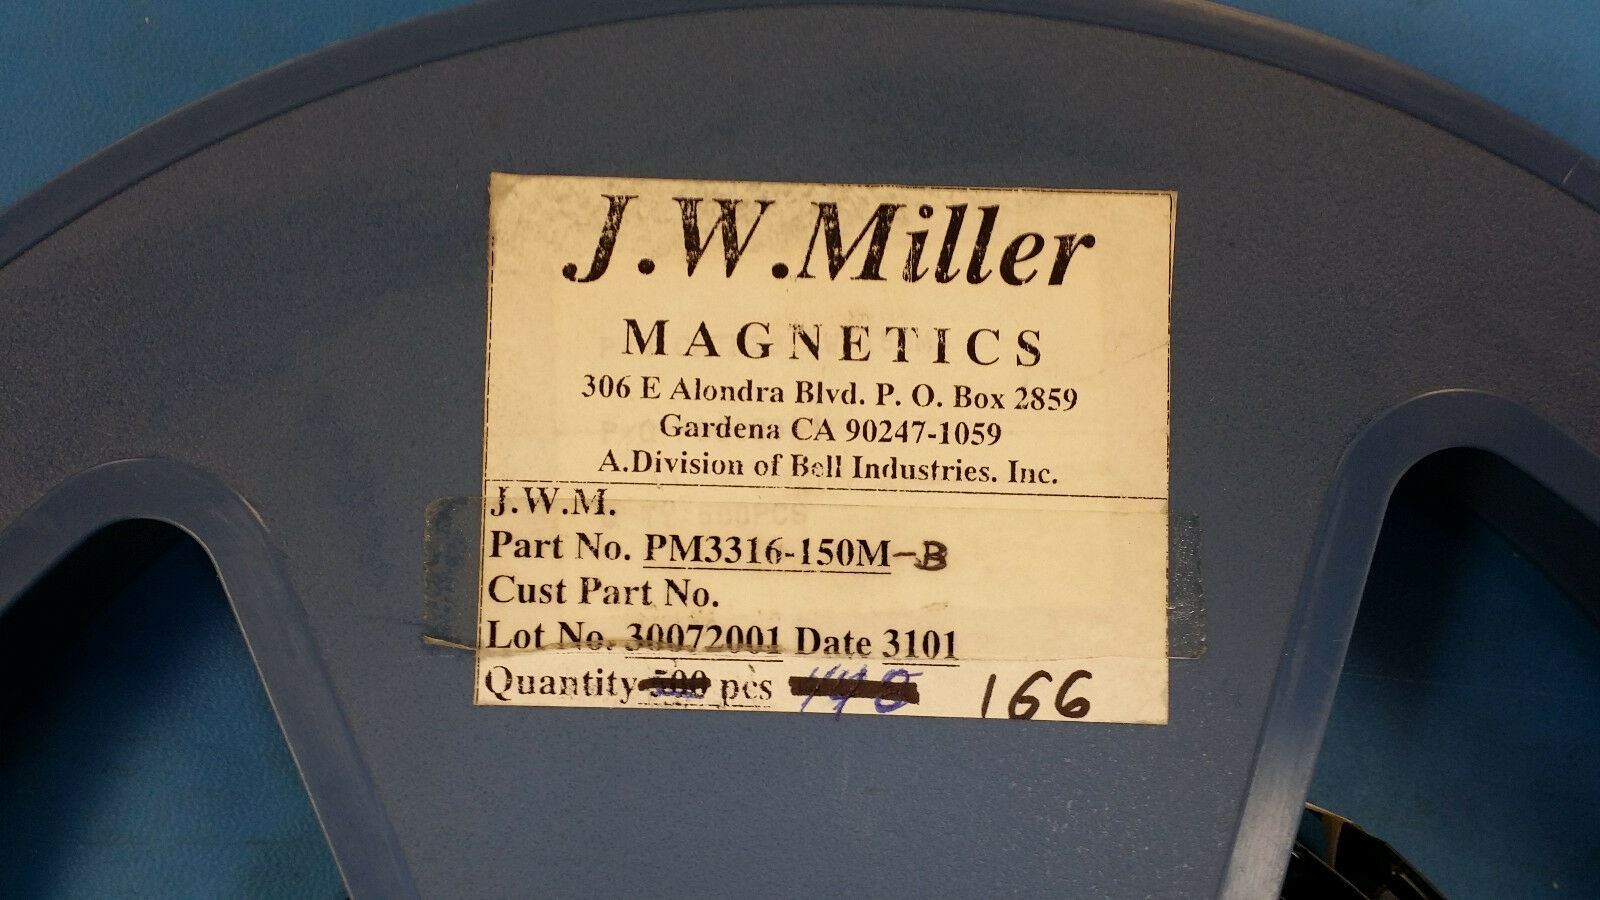 J.W.Miller
MAGNETICS
306 E Alondra Blvd. P. O. Box 2859
Gardena CA 90247-1059
A.Division of Bell Industries. Inc.
J.W.M.
Part No. PM3316-150M-B
Cust Part No.
Lot No. 30072001 Date 3101
Quantity 500 pcs 166